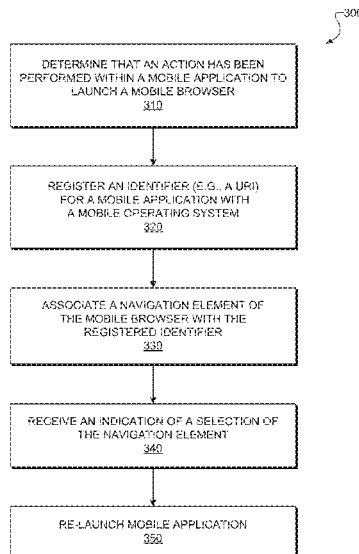 300
DETERMINE THAT AN ACTION HAS BEEN
PERFORMED WITHIN A MOBILE APPLICATION TO
LAUNCH A MOBILE BROWSER
310
REGISTER AN IDENTIFIER (E.G., A URI)
FOR A MOBILE APPLICATION WITH
A MOBILE OPERATING SYSTEM
320
ASSOCIATE A NAVIGATION ELEMENT OF
THE MOBILE BROWSER WITH THE
REGISTERED IDENTIFIER
330
RECEIVE AN INDICATION OF A SELECTION OF
THE NAVIGATION ELEMENT
340
RE-LAUNCH MOBILE APPLICATION
350